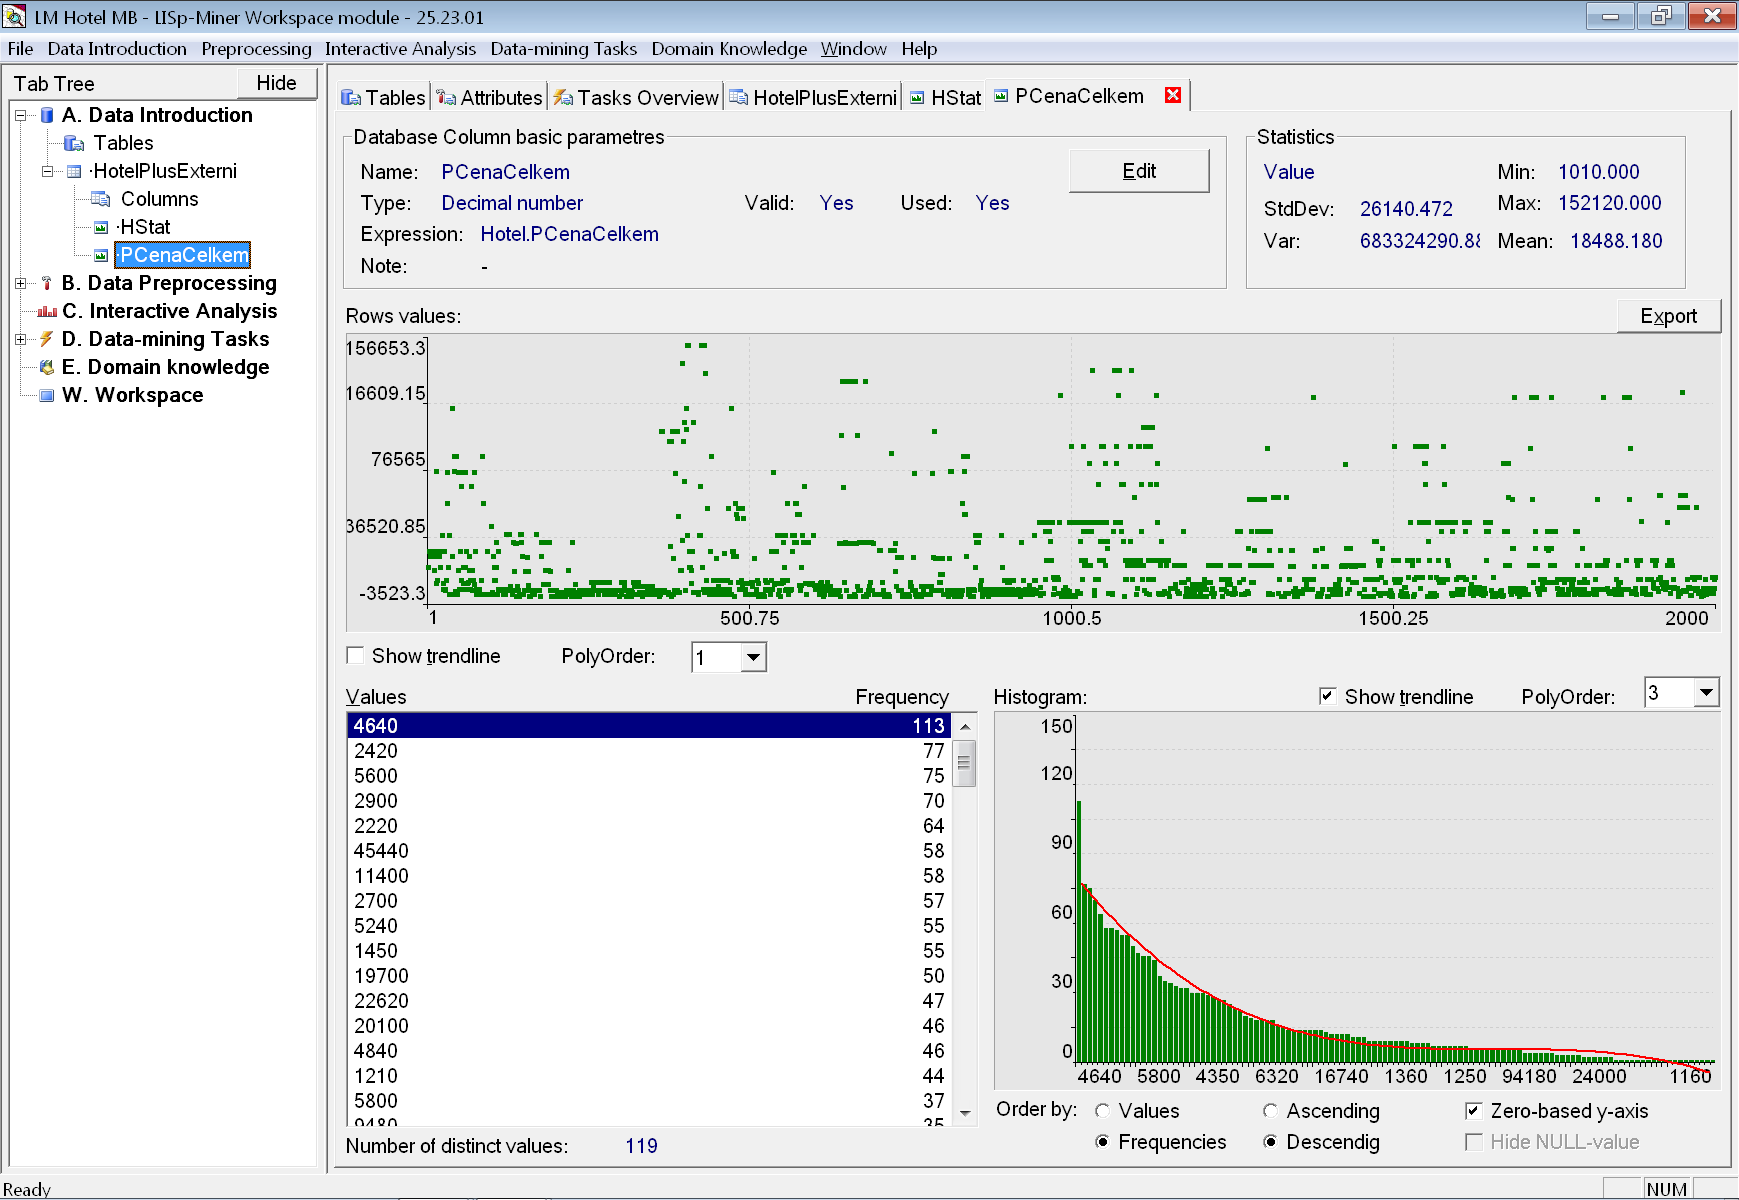 LM Hotel MB - LISp-Miner Workspace module - 25.23.01
File Data Introduction Preprocessing Interactive Analysis Data-mining Tasks Domain Knowledge Window Help
Tab Tree
Hide
A. Data Introduction
Tables
·HotelPlusExterni
Columns
·HStat
·PCenaCelkem
B. Data Preprocessing
C. Interactive Analysis
D. Data-mining Tasks
E. Domain knowledge
W. Workspace
Tables Attributes Tasks Overview HotelPlusExterni HStat PCenaCelkem
Database Column basic parametres
Name: PCenaCelkem
Edit
Type: Decimal number Valid: Yes Used: Yes
Expression: Hotel.PCenaCelkem
Note: -
Statistics
Value Min: 1010.000
StdDev: 26140.472 Max: 152120.000
Var: 683324290.88 Mean: 18488.180
Rows values:
Export
156653.3
16609.15
76565
36520.85
-3523.3
1 500.75 1000.5 1500.25 2000
Show trendline PolyOrder: 1
Values Frequency
4640 113
2420 77
5600 75
2900 70
2220 64
45440 58
11400 58
2700 57
5240 55
1450 55
19700 50
22620 47
20100 46
4840 46
1210 44
5800 37
9480 35
Number of distinct values: 119
Histogram: Show trendline PolyOrder: 3
150
120
90
60
30
0
4640 5800 4350 6320 16740 1360 1250 94180 24000 1160
Order by: Values Ascending Zero-based y-axis
Frequencies Descendig Hide NULL-value
Ready
NUM